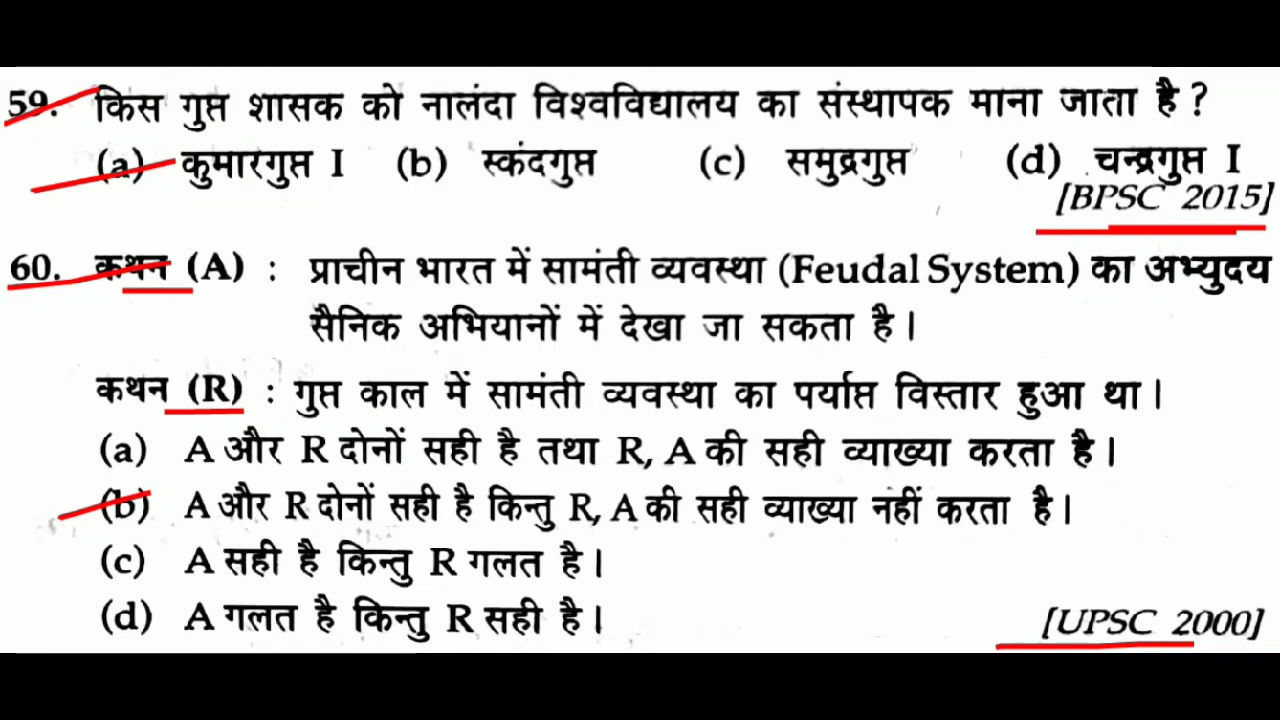 59. किस गुप्त शासक को नालंदा विश्वविद्यालय का संस्थापक माना जाता है ?
(a) कुमारगुप्त I (b) स्कंदगुप्त (c) समुद्रगुप्त (d) चन्द्रगुप्त I
[BPSC 2015]
60. कथन (A) : प्राचीन भारत में सामंती व्यवस्था (Feudal System) का अभ्युदय
सैनिक अभियानों में देखा जा सकता है ।
कथन (R) : गुप्त काल में सामंती व्यवस्था का पर्याप्त विस्तार हुआ था ।
(a) A और R दोनों सही है तथा R, A की सही व्याख्या करता है ।
(b) A और R दोनों सही है किन्तु R, A की सही व्याख्या नहीं करता है ।
(c) A सही है किन्तु R गलत है ।
(d) A गलत है किन्तु R सही है ।
[UPSC 2000]